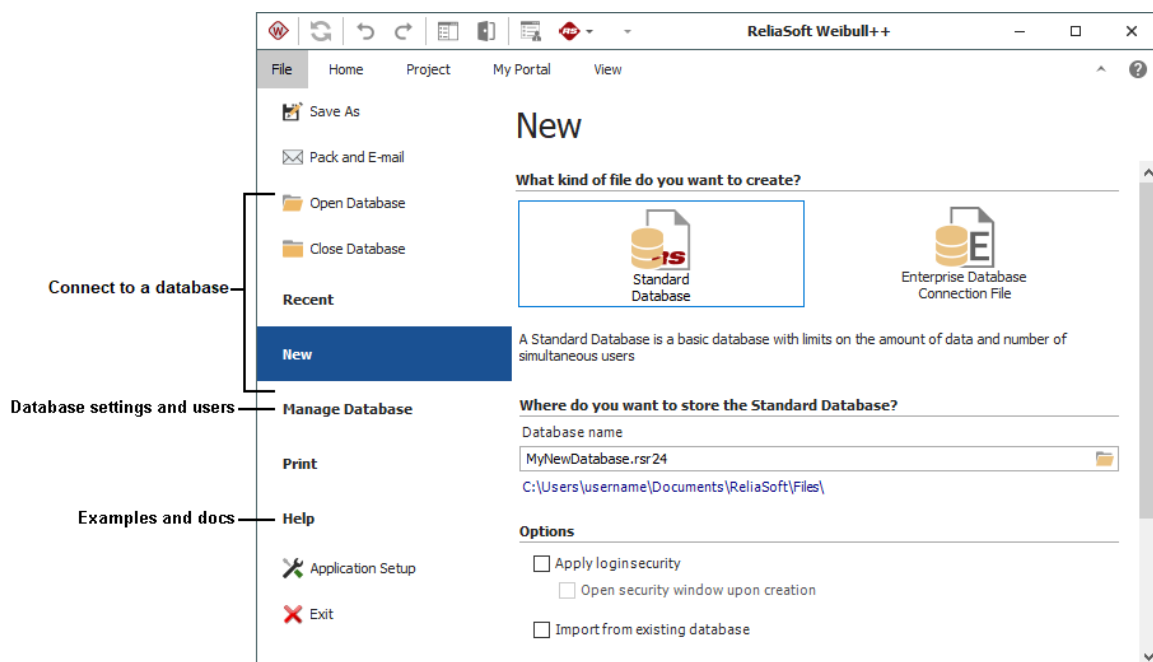 ReliaSoft Weibull++
File Home Project My Portal View
Save As
Pack and E-mail
Open Database
Close Database
Connect to a database
Recent
New
Database settings and users
Manage Database
Print
Examples and docs
Help
Application Setup
Exit
New
What kind of file do you want to create?
RS
Standard
Database
E
Enterprise Database
Connection File
A Standard Database is a basic database with limits on the amount of data and number of
simultaneous users
Where do you want to store the Standard Database?
Database name
MyNewDatabase.rsr24
C:\Users\username\Documents\ReliaSoft\Files\
Options
Apply login security
Open security window upon creation
Import from existing database